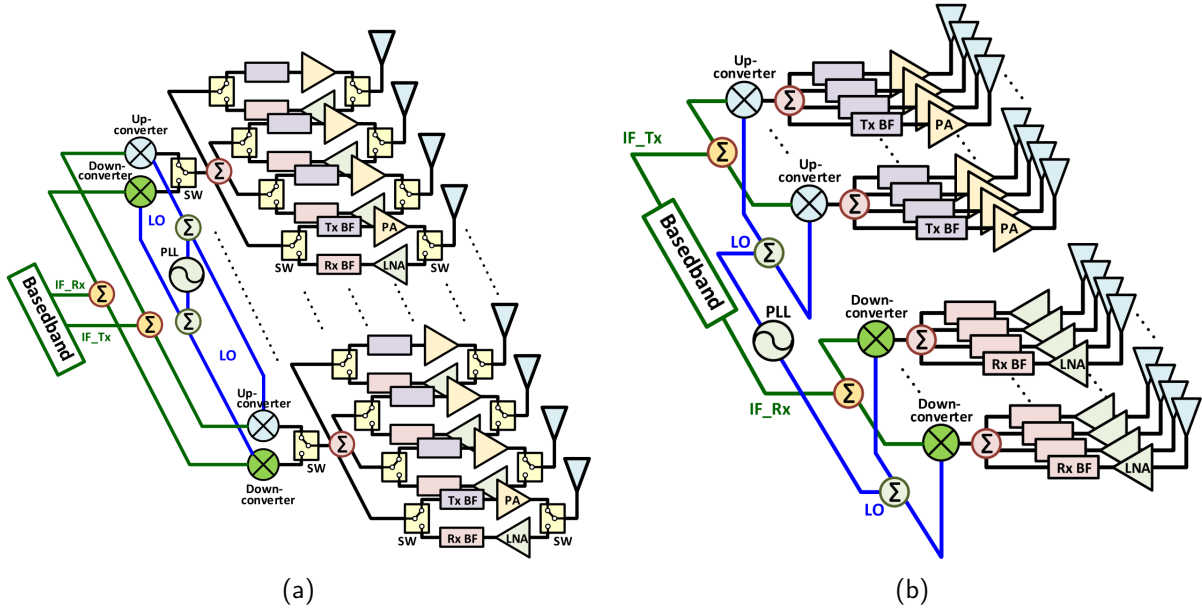 Up-
converter
Down-
converter
SW
Σ
LO
Σ
PLL
Σ
Basedband
IF_Rx
Σ
IF_Tx
Σ
LO
Tx BF
PA
SW
Rx BF
LNA
SW
Up-
converter
Down-
converter
SW
Σ
Tx BF
PA
SW
Rx BF
LNA
SW
(a)
Up-
converter
Σ
Tx BF
PA
IF_Tx
Σ
Up-
converter
Σ
Tx BF
PA
Basedband
LO
Σ
PLL
Down-
converter
Σ
Rx BF
LNA
IF_Rx
Σ
Down-
converter
Σ
Rx BF
LNA
LO
Σ
(b)